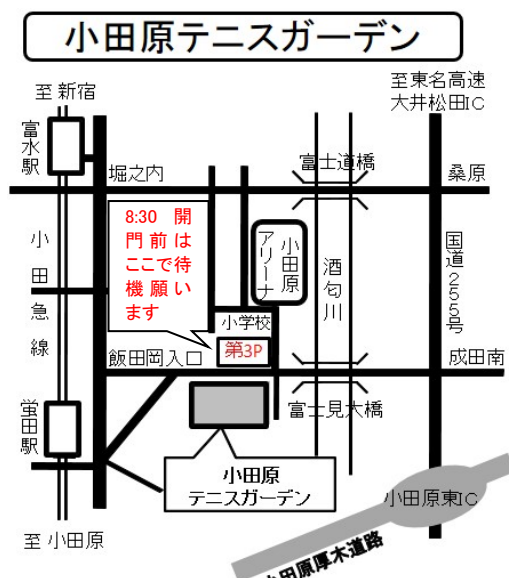 小田原テニスガーデン
至 新宿
至東名高速
大井松田IC
富水駅
堀之内
富士道橋
桑原
8:30 開
門前は
ここで待
機願い
ます
小田原
アリーナ
小田急線
酒匂川
国道255号
小学校
第3P
飯田岡入口
成田南
富士見大橋
蛍田駅
小田原
テニスガーデン
小田原東IC
至 小田原
小田原厚木道路